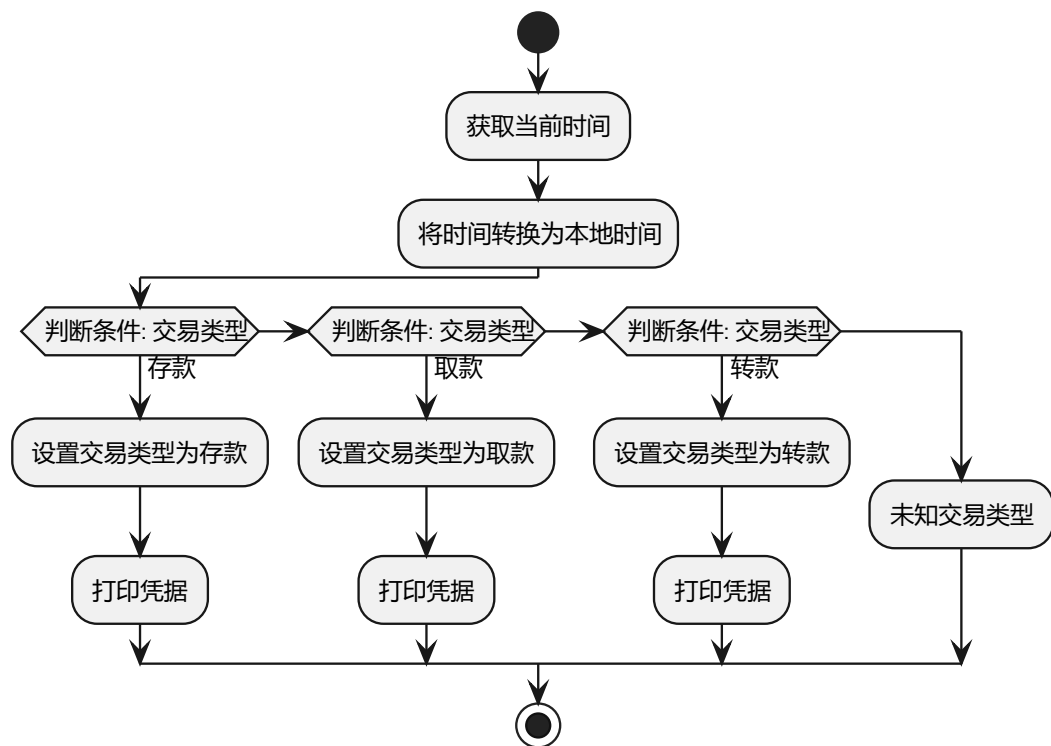 获取当前时间
将时间转换为本地时间
判断条件: 交易类型
判断条件: 交易类型
判断条件: 交易类型
存款
取款
转款
设置交易类型为存款
设置交易类型为取款
设置交易类型为转款
未知交易类型
打印凭据
打印凭据
打印凭据